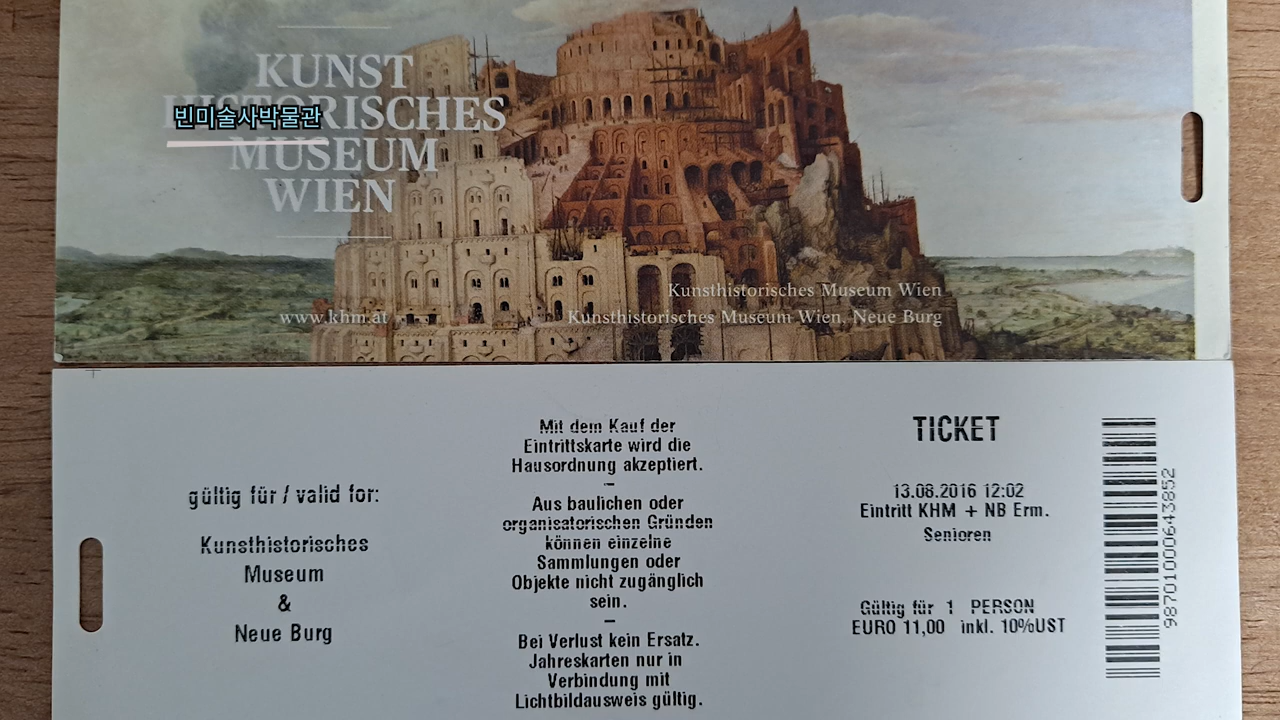 KUNST
HISTORISCHES
빈미술사박물관
MUSEUM
WIEN
Kunsthistorisches Museum Wien
www.khm.at
Kunsthistorisches Museum Wien, Neue Burg
gültig für / valid for:
Kunsthistorisches
Museum
&
Neue Burg
Mit dem Kauf der
Eintrittskarte wird die
Hausordnung akzeptiert.
–
Aus baulichen oder
organisatorischen Gründen
können einzelne
Sammlungen oder
Objekte nicht zugänglich
sein.
–
Bei Verlust kein Ersatz.
Jahreskarten nur in
Verbindung mit
Lichtbildausweis gültig.
TICKET
13.08.2016 12:02
Eintritt KHM + NB Erm.
Senioren
Gültig für 1 PERSON
EURO 11,00 inkl. 10%UST
98701000643852